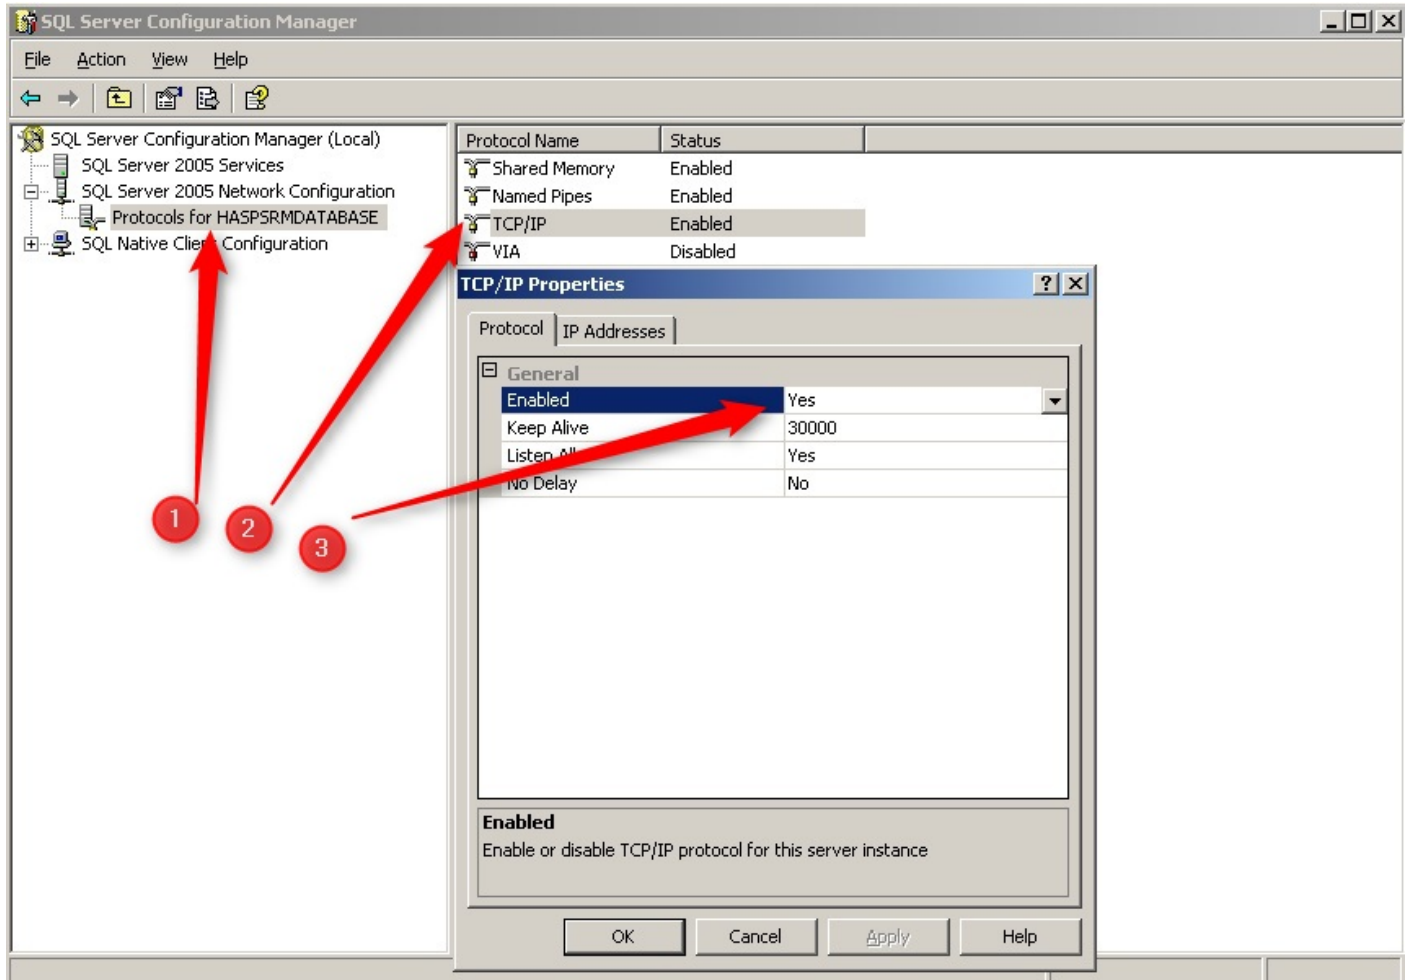 SQL Server Configuration Manager
File Action View Help
SQL Server Configuration Manager (Local)
SQL Server 2005 Services
SQL Server 2005 Network Configuration
Protocols for HASPSRMDATABASE
SQL Native Client Configuration
Protocol Name Status
Shared Memory Enabled
Named Pipes Enabled
TCP/IP Enabled
VIA Disabled
TCP/IP Properties
Protocol IP Addresses
General
Enabled Yes
Keep Alive 30000
Listen All Yes
No Delay No
1
2
3
Enabled
Enable or disable TCP/IP protocol for this server instance
OK Cancel Apply Help